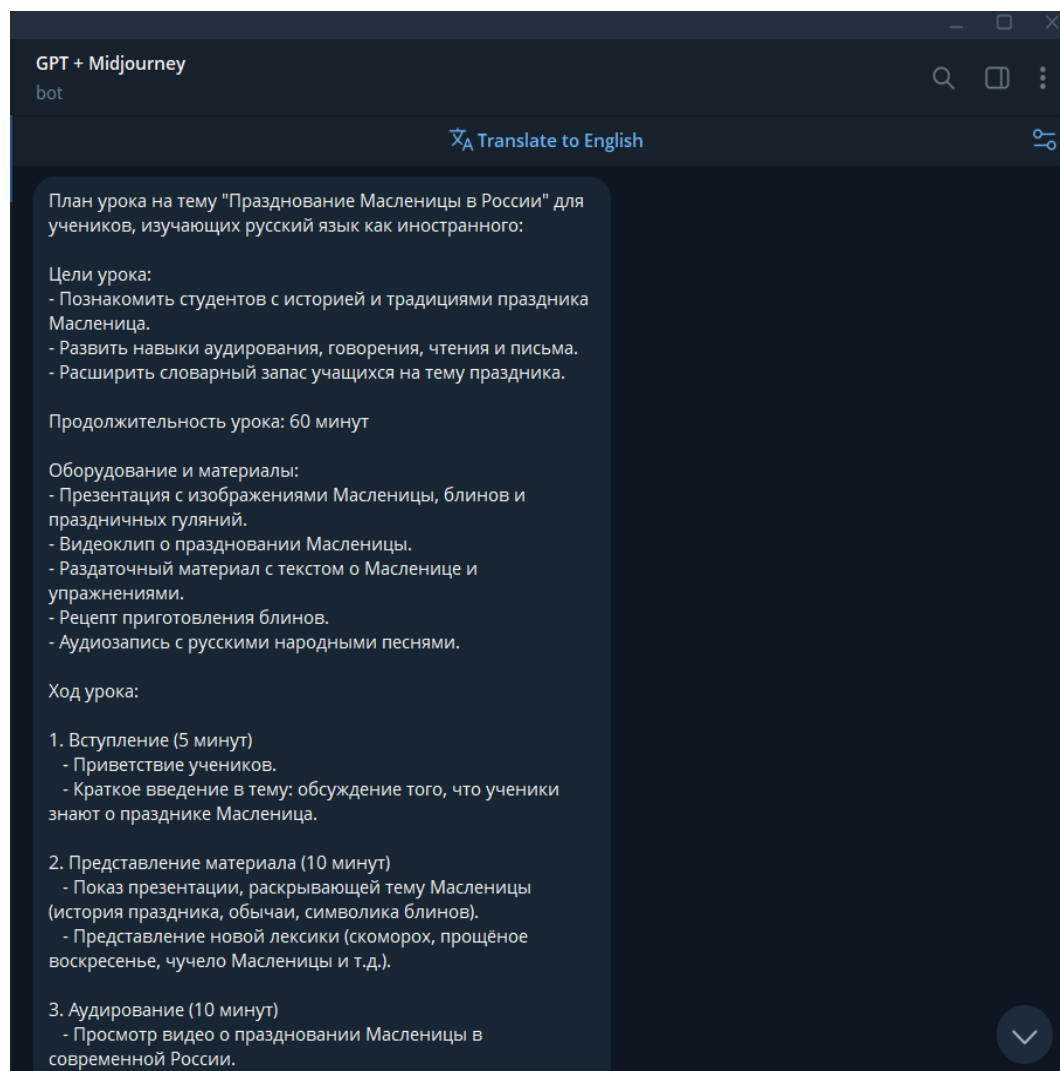 GPT + Midjourney
bot
Translate to English
План урока на тему "Празднование Масленицы в России" для
учеников, изучающих русский язык как иностранного:
Цели урока:
- Познакомить студентов с историей и традициями праздника
Масленица.
- Развить навыки аудирования, говорения, чтения и письма.
- Расширить словарный запас учащихся на тему праздника.
Продолжительность урока: 60 минут
Оборудование и материалы:
- Презентация с изображениями Масленицы, блинов и
праздничных гуляний.
- Видеоклип о праздновании Масленицы.
- Раздаточный материал с текстом о Масленице и
упражнениями.
- Рецепт приготовления блинов.
- Аудиозапись с русскими народными песнями.
Ход урока:
1. Вступление (5 минут)
- Приветствие учеников.
- Краткое введение в тему: обсуждение того, что ученики
знают о празднике Масленица.
2. Представление материала (10 минут)
- Показ презентации, раскрывающей тему Масленицы
(история праздника, обычаи, символика блинов).
- Представление новой лексики (скоморох, прощёное
воскресенье, чучело Масленицы и т.д.).
3. Аудирование (10 минут)
- Просмотр видео о праздновании Масленицы в
современной России.